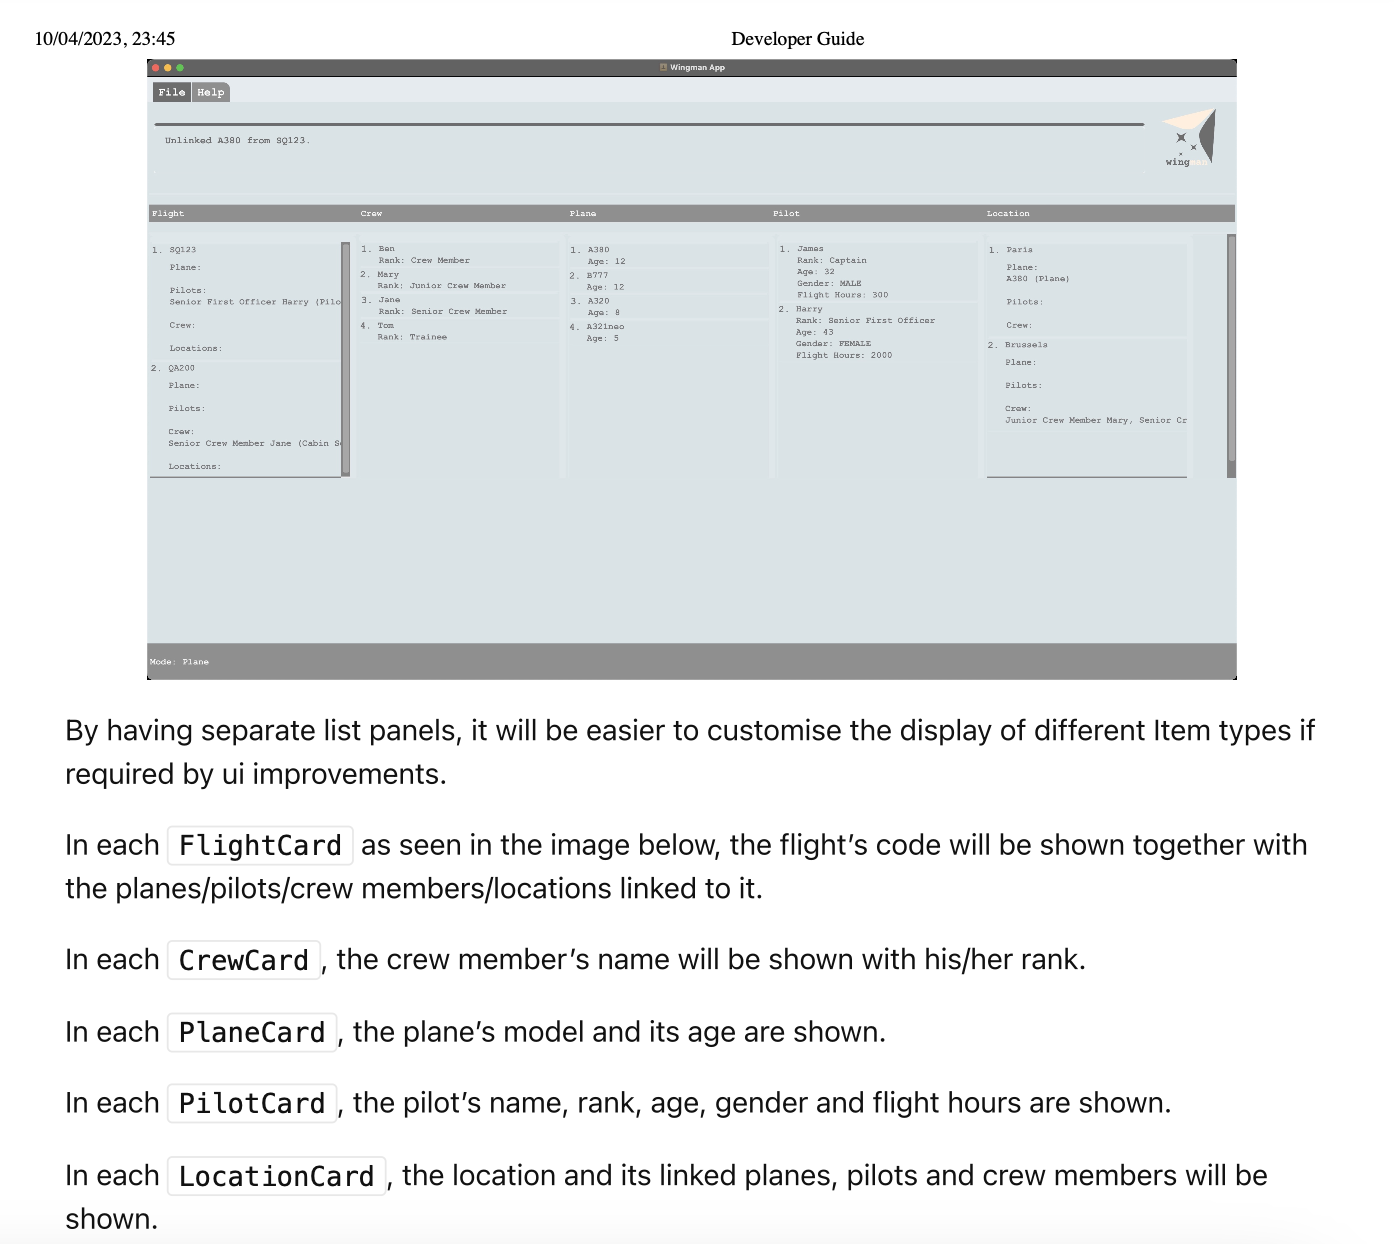 10/04/2023, 23:45
Developer Guide
Wingman App
File Help
Unlinked A380 from SQ123.
wingman
Flight Crew Plane Pilot Location
1. SQ123
Plane:
Pilots:
Senior First Officer Harry (Pilo
Crew:
Locations:
2. QA200
Plane:
Pilots:
Crew:
Senior Crew Member Jane (Cabin S
Locations:
1. Ben
Rank: Crew Member
2. Mary
Rank: Junior Crew Member
3. Jane
Rank: Senior Crew Member
4. Tom
Rank: Trainee
1. A380
Age: 12
2. B777
Age: 12
3. A320
Age: 8
4. A321neo
Age: 5
1. James
Rank: Captain
Age: 32
Gender: MALE
Flight Hours: 300
2. Harry
Rank: Senior First Officer
Age: 43
Gender: FEMALE
Flight Hours: 2000
1. Paris
Plane:
A380 (Plane)
Pilots:
Crew:
2. Brussels
Plane:
Pilots:
Crew:
Junior Crew Member Mary, Senior Cr
Mode: Plane
By having separate list panels, it will be easier to customise the display of different Item types if
required by ui improvements.
In each FlightCard as seen in the image below, the flight’s code will be shown together with
the planes/pilots/crew members/locations linked to it.
In each CrewCard , the crew member’s name will be shown with his/her rank.
In each PlaneCard , the plane’s model and its age are shown.
In each PilotCard , the pilot’s name, rank, age, gender and flight hours are shown.
In each LocationCard , the location and its linked planes, pilots and crew members will be
shown.